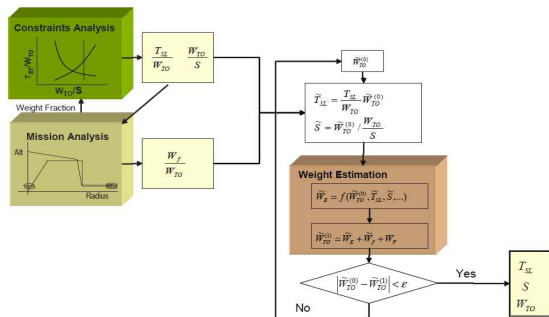 Constraints Analysis
T_ST/W_TO
W_TO/S
T_SL/W_TO W_TO/S
Weight Fraction
Mission Analysis
Alt
Radius
W_f/W_TO
W̃_TO^(0)
T̃_SL = T_SL/W_TO W̃_TO^(0)
S̃ = W̃_TO^(0) / W_TO/S
Weight Estimation
W̃_E = f(W̃_TO^(0), T̃_SL, S̃,...)
W̃_TO^(1) = W̃_E + W̃_f + W_P
|W̃_TO^(0) − W̃_TO^(1)| < ε
Yes
No
T_SL
S
W_TO